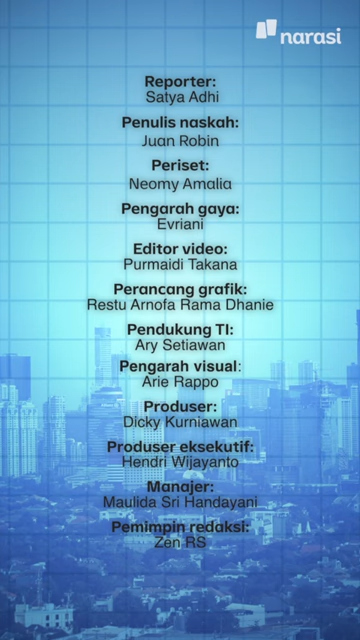 narasi
Reporter:
Satya Adhi
Penulis naskah:
Juan Robin
Periset:
Neomy Amalia
Pengarah gaya:
Evriani
Editor video:
Purmaidi Takana
Perancang grafik:
Restu Arnofa Rama Dhanie
Pendukung TI:
Ary Setiawan
Pengarah visual:
Arie Rappo
Produser:
Dicky Kurniawan
Produser eksekutif:
Hendri Wijayanto
Manajer:
Maulida Sri Handayani
Pemimpin redaksi:
Zen RS